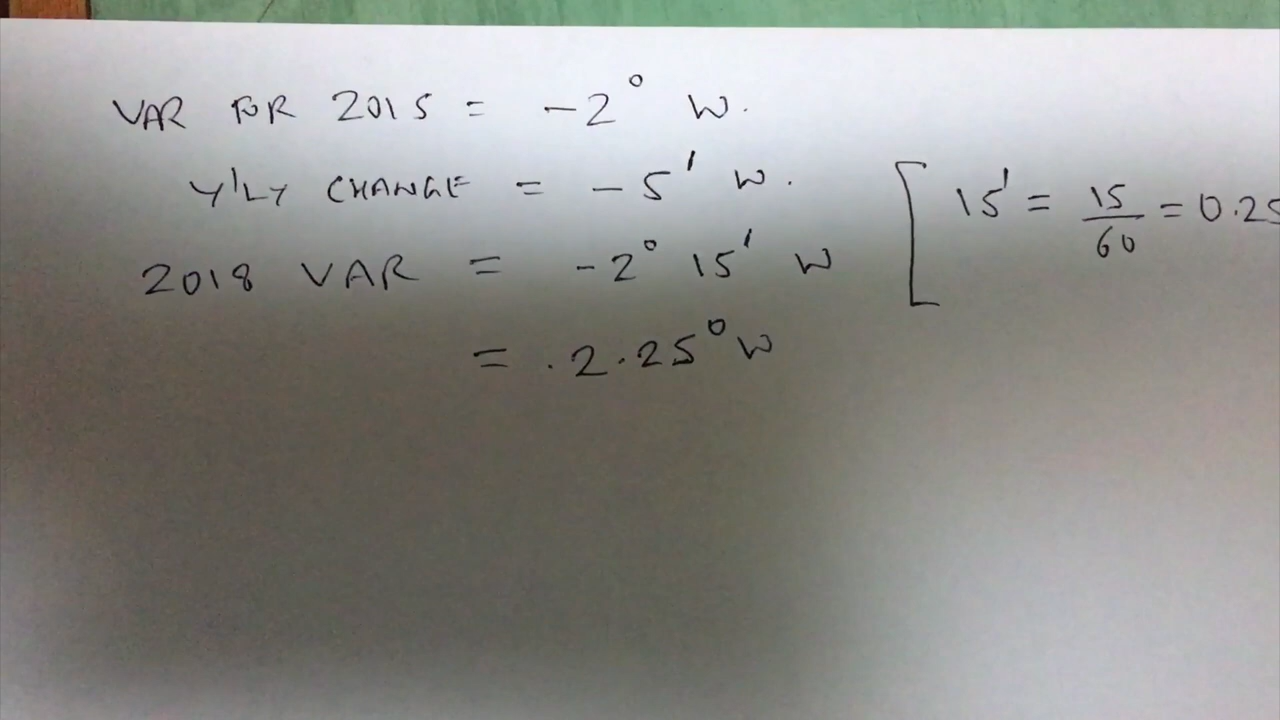 VAR FOR 2015 = -2° W.
Y'LY CHANGE = -5' W.
2018 VAR = -2° 15' W
= .2.25° W
[ 15' = 15/60 = 0.25